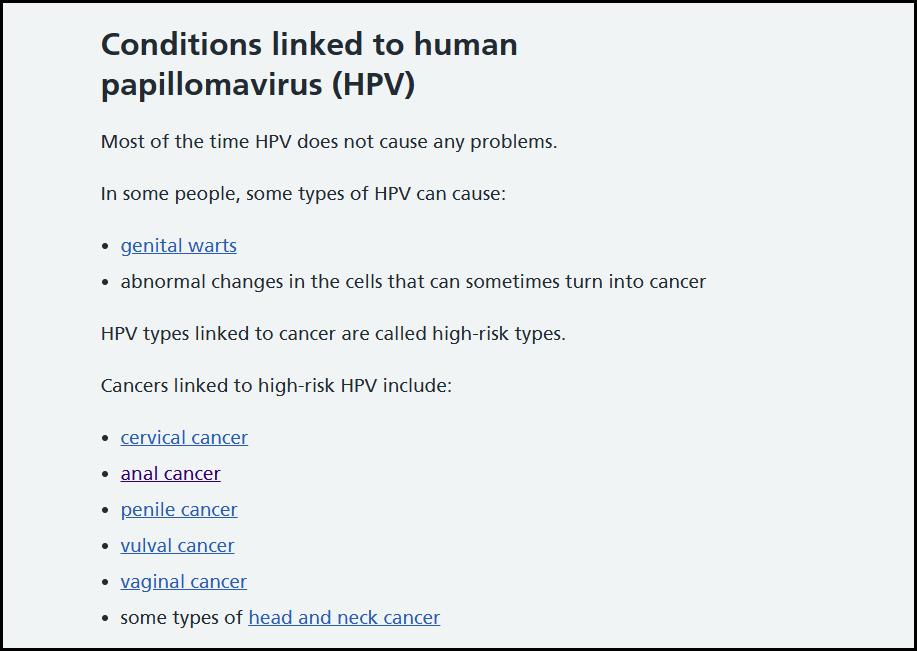 Conditions linked to human
papillomavirus (HPV)
Most of the time HPV does not cause any problems.
In some people, some types of HPV can cause:
• genital warts
• abnormal changes in the cells that can sometimes turn into cancer
HPV types linked to cancer are called high-risk types.
Cancers linked to high-risk HPV include:
• cervical cancer
• anal cancer
• penile cancer
• vulval cancer
• vaginal cancer
• some types of head and neck cancer